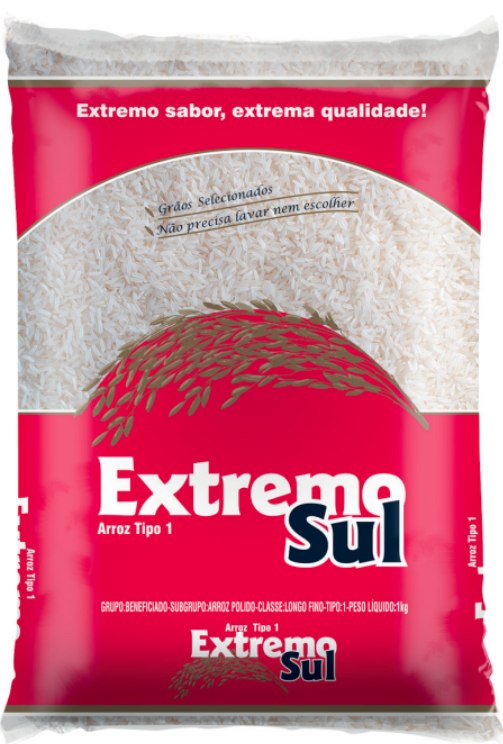 Extremo sabor, extrema qualidade!
Grãos Selecionados
Não precisa lavar nem escolher
Extremo
Sul
Arroz Tipo 1
Arroz Tipo 1
Arroz Tipo 1
GRUPO:BENEFICIADO-SUBGRUPO:ARROZ POLIDO-CLASSE:LONGO FINO-TIPO:1-PESO LÍQUIDO:1kg
Arroz Tipo 1
Extremo
Sul